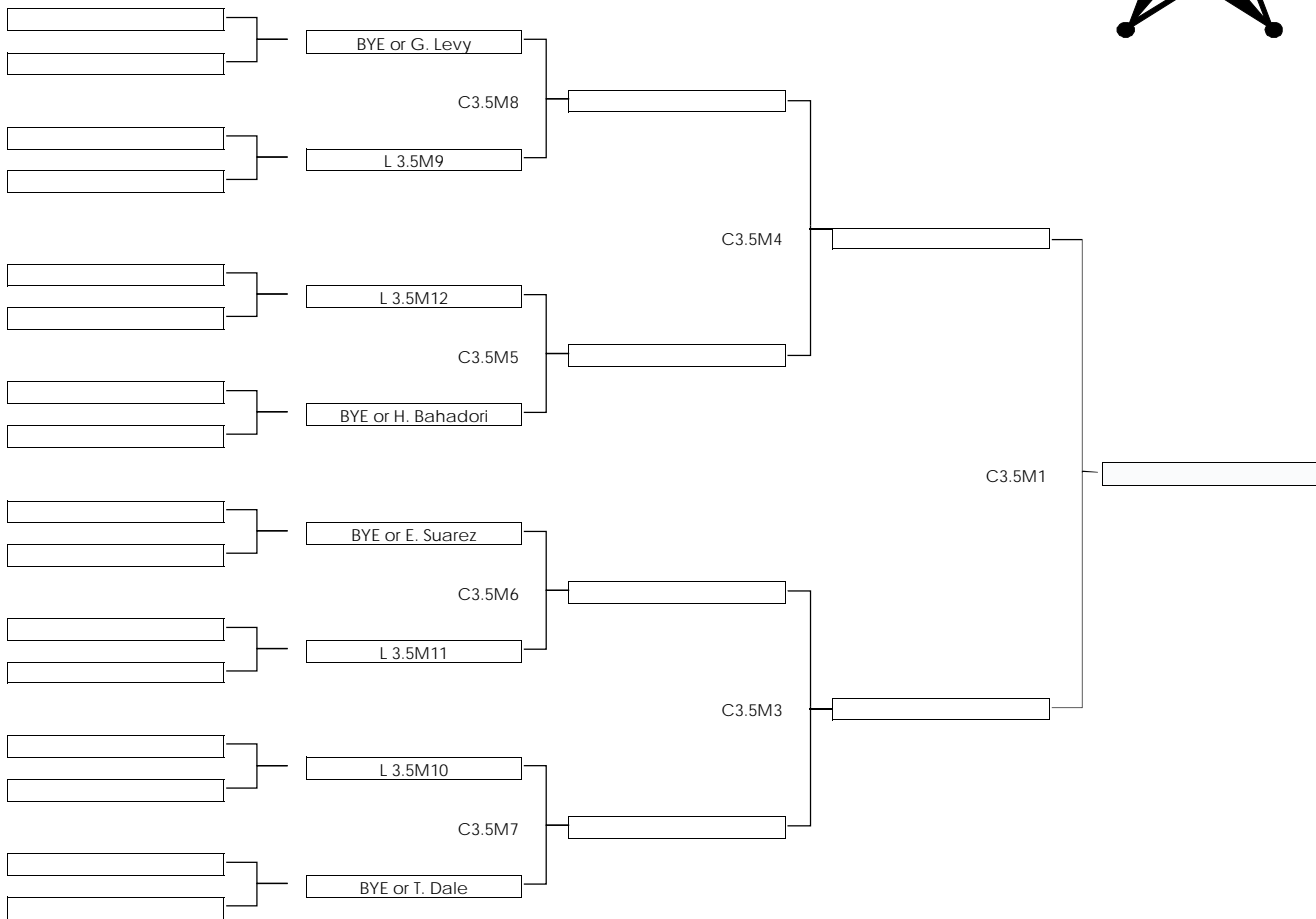 BYE or G. Levy
C3.5M8
L 3.5M9
C3.5M4
L 3.5M12
C3.5M5
BYE or H. Bahadori
C3.5M1
BYE or E. Suarez
C3.5M6
L 3.5M11
C3.5M3
L 3.5M10
C3.5M7
BYE or T. Dale